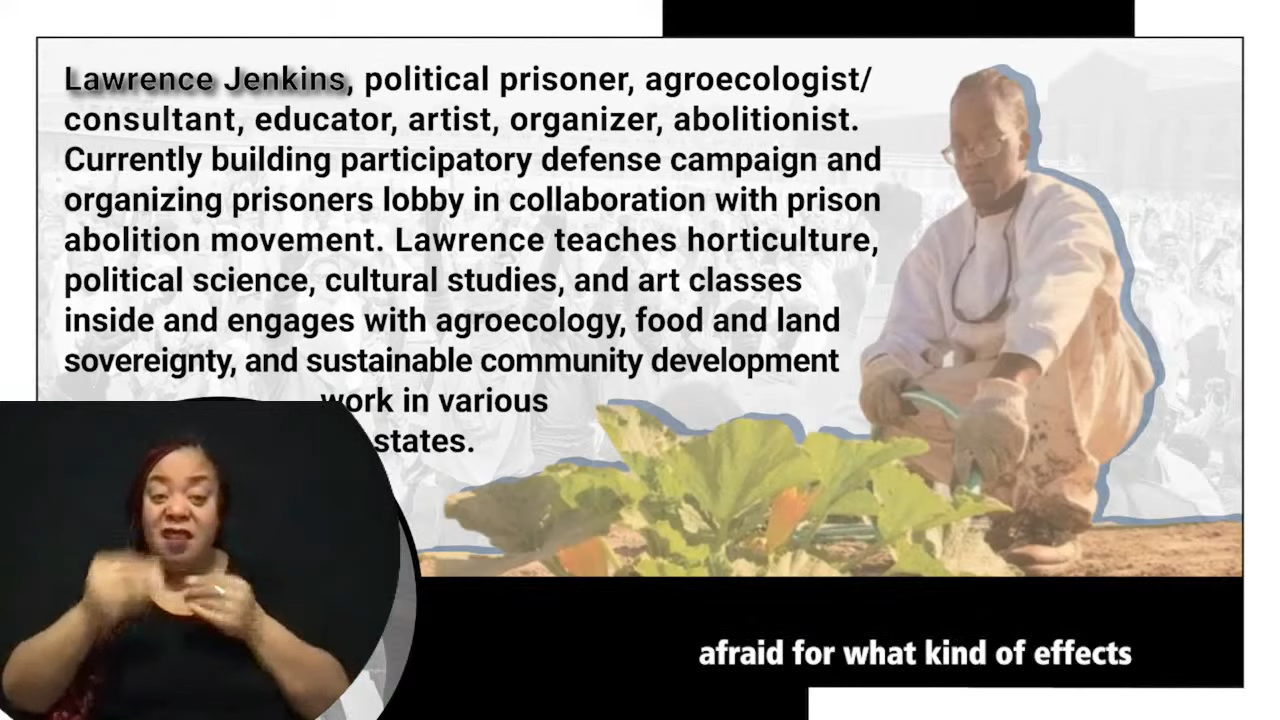 Lawrence Jenkins, political prisoner, agroecologist/
consultant, educator, artist, organizer, abolitionist.
Currently building participatory defense campaign and
organizing prisoners lobby in collaboration with prison
abolition movement. Lawrence teaches horticulture,
political science, cultural studies, and art classes
inside and engages with agroecology, food and land
sovereignty, and sustainable community development
work in various
states.
afraid for what kind of effects